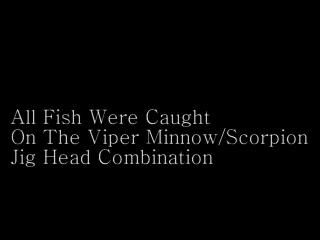 All Fish Were Caught
On The Viper Minnow/Scorpion
Jig Head Combination